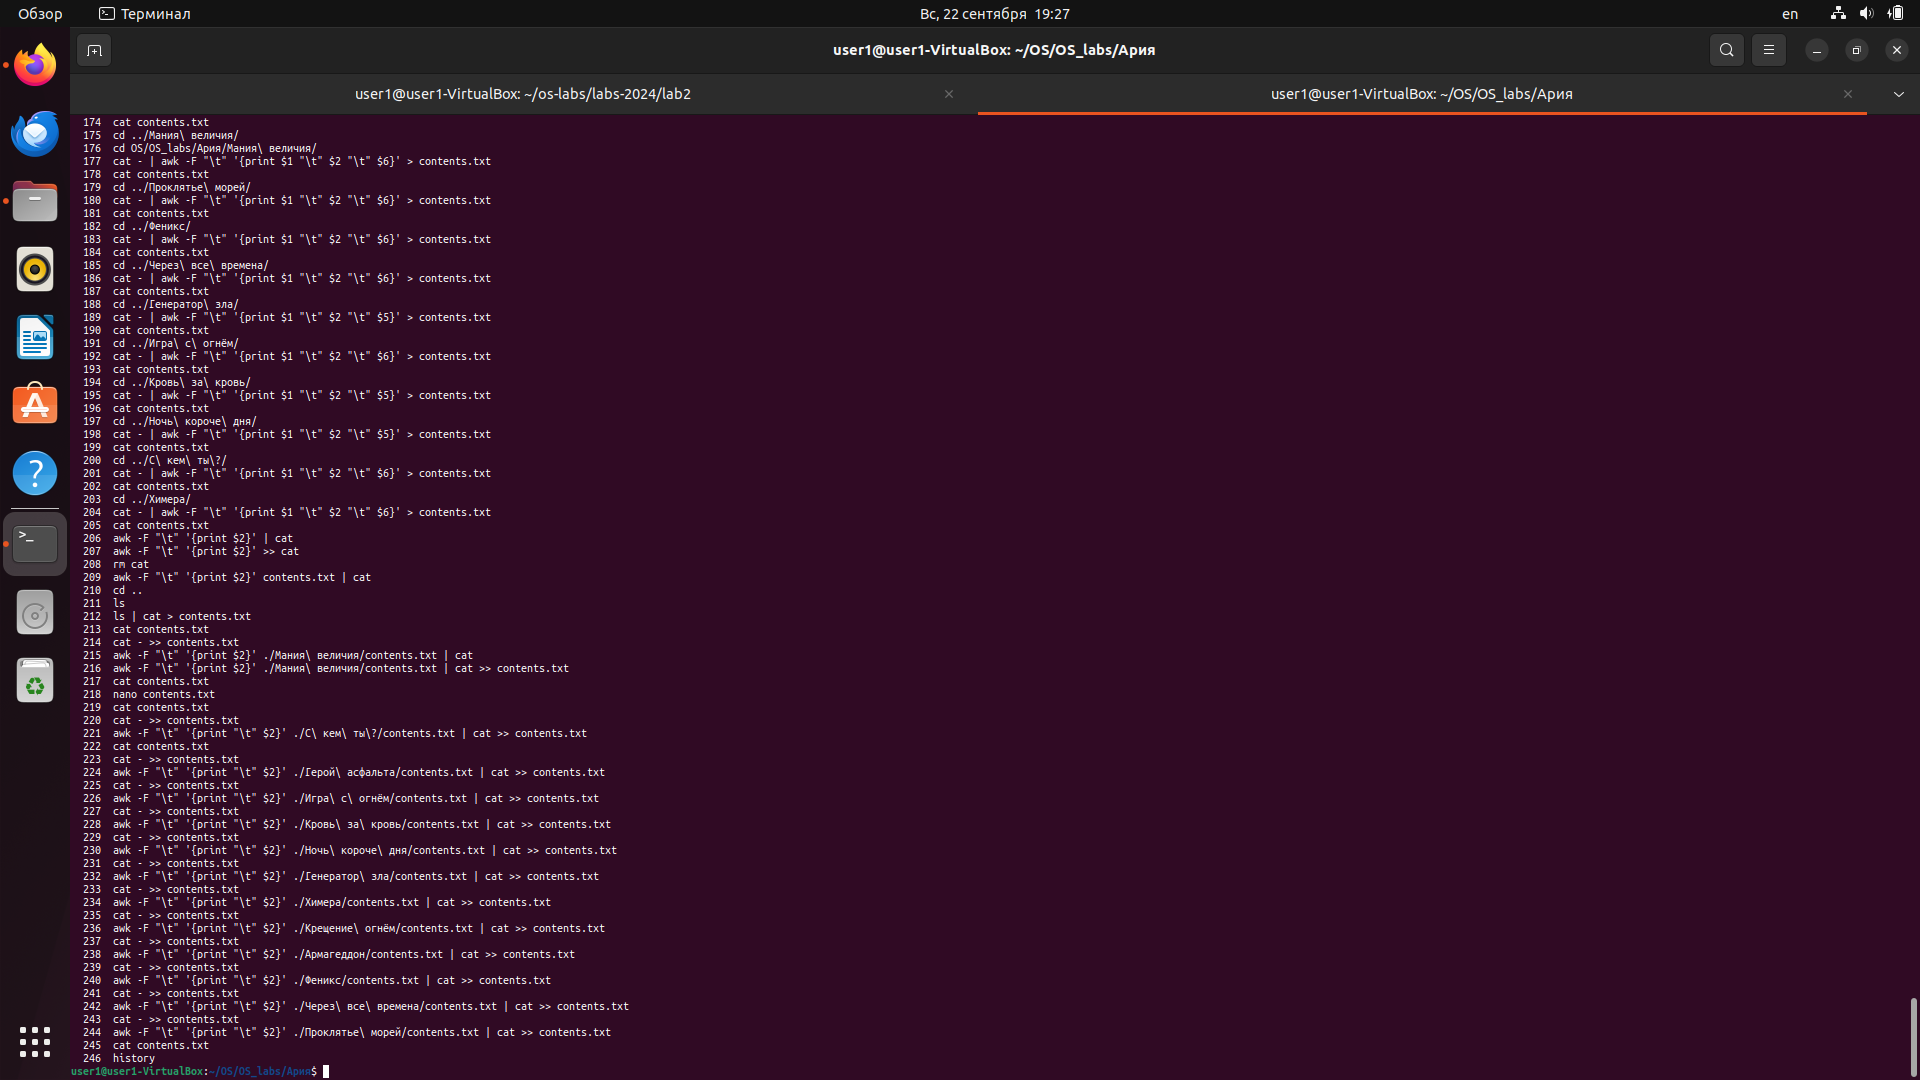 Обзор
Терминал
Вс, 22 сентября 19:27
en
user1@user1-VirtualBox: ~/OS/OS_labs/Ария
user1@user1-VirtualBox: ~/os-labs/labs-2024/lab2
user1@user1-VirtualBox: ~/OS/OS_labs/Ария
174 cat contents.txt
175 cd ../Мания\ величия/
176 cd OS/OS_labs/Ария/Мания\ величия/
177 cat - | awk -F "\t" '{print $1 "\t" $2 "\t" $6}' > contents.txt
178 cat contents.txt
179 cd ../Проклятье\ морей/
180 cat - | awk -F "\t" '{print $1 "\t" $2 "\t" $6}' > contents.txt
181 cat contents.txt
182 cd ../Феникс/
183 cat - | awk -F "\t" '{print $1 "\t" $2 "\t" $6}' > contents.txt
184 cat contents.txt
185 cd ../Через\ все\ времена/
186 cat - | awk -F "\t" '{print $1 "\t" $2 "\t" $6}' > contents.txt
187 cat contents.txt
188 cd ../Генератор\ зла/
189 cat - | awk -F "\t" '{print $1 "\t" $2 "\t" $5}' > contents.txt
190 cat contents.txt
191 cd ../Игра\ с\ огнём/
192 cat - | awk -F "\t" '{print $1 "\t" $2 "\t" $6}' > contents.txt
193 cat contents.txt
194 cd ../Кровь\ за\ кровь/
195 cat - | awk -F "\t" '{print $1 "\t" $2 "\t" $5}' > contents.txt
196 cat contents.txt
197 cd ../Ночь\ короче\ дня/
198 cat - | awk -F "\t" '{print $1 "\t" $2 "\t" $5}' > contents.txt
199 cat contents.txt
200 cd ../С\ кем\ ты\?/
201 cat - | awk -F "\t" '{print $1 "\t" $2 "\t" $6}' > contents.txt
202 cat contents.txt
203 cd ../Химера/
204 cat - | awk -F "\t" '{print $1 "\t" $2 "\t" $6}' > contents.txt
205 cat contents.txt
206 awk -F "\t" '{print $2}' | cat
207 awk -F "\t" '{print $2}' >> cat
208 rm cat
209 awk -F "\t" '{print $2}' contents.txt | cat
210 cd ..
211 ls
212 ls | cat > contents.txt
213 cat contents.txt
214 cat - >> contents.txt
215 awk -F "\t" '{print $2}' ./Мания\ величия/contents.txt | cat
216 awk -F "\t" '{print $2}' ./Мания\ величия/contents.txt | cat >> contents.txt
217 cat contents.txt
218 nano contents.txt
219 cat contents.txt
220 cat - >> contents.txt
221 awk -F "\t" '{print "\t" $2}' ./С\ кем\ ты\?/contents.txt | cat >> contents.txt
222 cat contents.txt
223 cat - >> contents.txt
224 awk -F "\t" '{print "\t" $2}' ./Герой\ асфальта/contents.txt | cat >> contents.txt
225 cat - >> contents.txt
226 awk -F "\t" '{print "\t" $2}' ./Игра\ с\ огнём/contents.txt | cat >> contents.txt
227 cat - >> contents.txt
228 awk -F "\t" '{print "\t" $2}' ./Кровь\ за\ кровь/contents.txt | cat >> contents.txt
229 cat - >> contents.txt
230 awk -F "\t" '{print "\t" $2}' ./Ночь\ короче\ дня/contents.txt | cat >> contents.txt
231 cat - >> contents.txt
232 awk -F "\t" '{print "\t" $2}' ./Генератор\ зла/contents.txt | cat >> contents.txt
233 cat - >> contents.txt
234 awk -F "\t" '{print "\t" $2}' ./Химера/contents.txt | cat >> contents.txt
235 cat - >> contents.txt
236 awk -F "\t" '{print "\t" $2}' ./Крещение\ огнём/contents.txt | cat >> contents.txt
237 cat - >> contents.txt
238 awk -F "\t" '{print "\t" $2}' ./Армагеддон/contents.txt | cat >> contents.txt
239 cat - >> contents.txt
240 awk -F "\t" '{print "\t" $2}' ./Феникс/contents.txt | cat >> contents.txt
241 cat - >> contents.txt
242 awk -F "\t" '{print "\t" $2}' ./Через\ все\ времена/contents.txt | cat >> contents.txt
243 cat - >> contents.txt
244 awk -F "\t" '{print "\t" $2}' ./Проклятье\ морей/contents.txt | cat >> contents.txt
245 cat contents.txt
246 history
user1@user1-VirtualBox:~/OS/OS_labs/Ария$